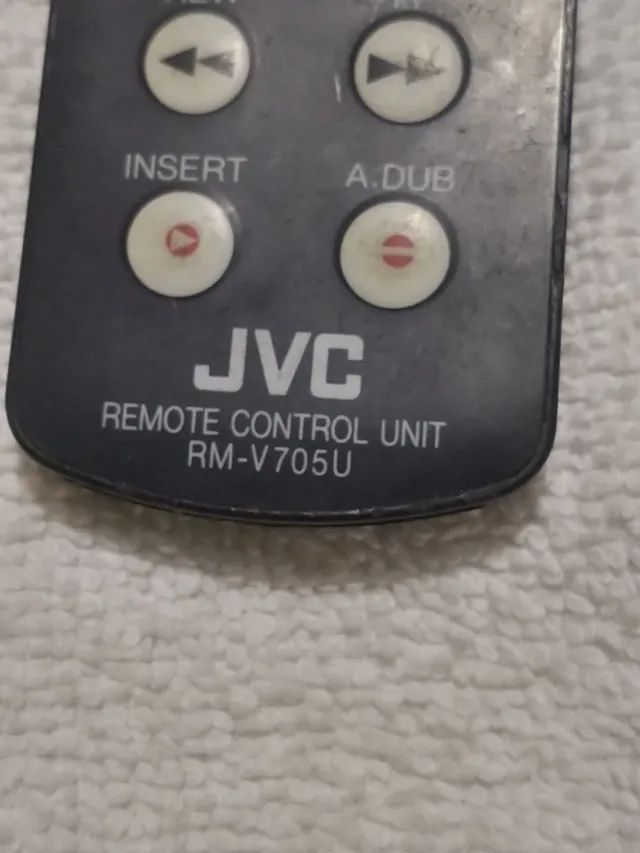 INSERT A.DUB
JVC
REMOTE CONTROL UNIT
RM-V705U